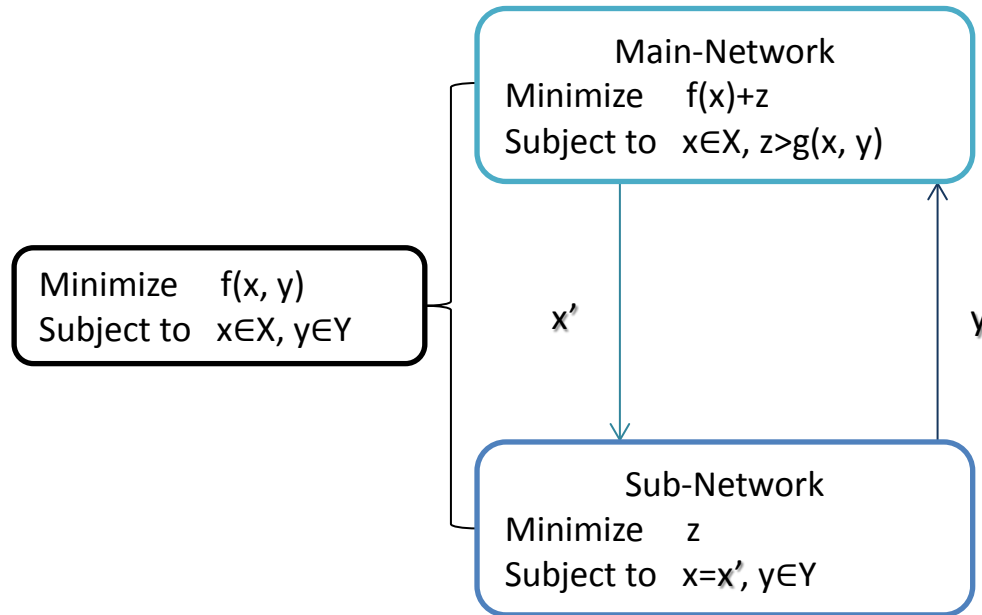 Main-Network
Minimize f(x)+z
Subject to x∈X, z>g(x, y)
Minimize f(x, y)
Subject to x∈X, y∈Y
x’
y
Sub-Network
Minimize z
Subject to x=x’, y∈Y